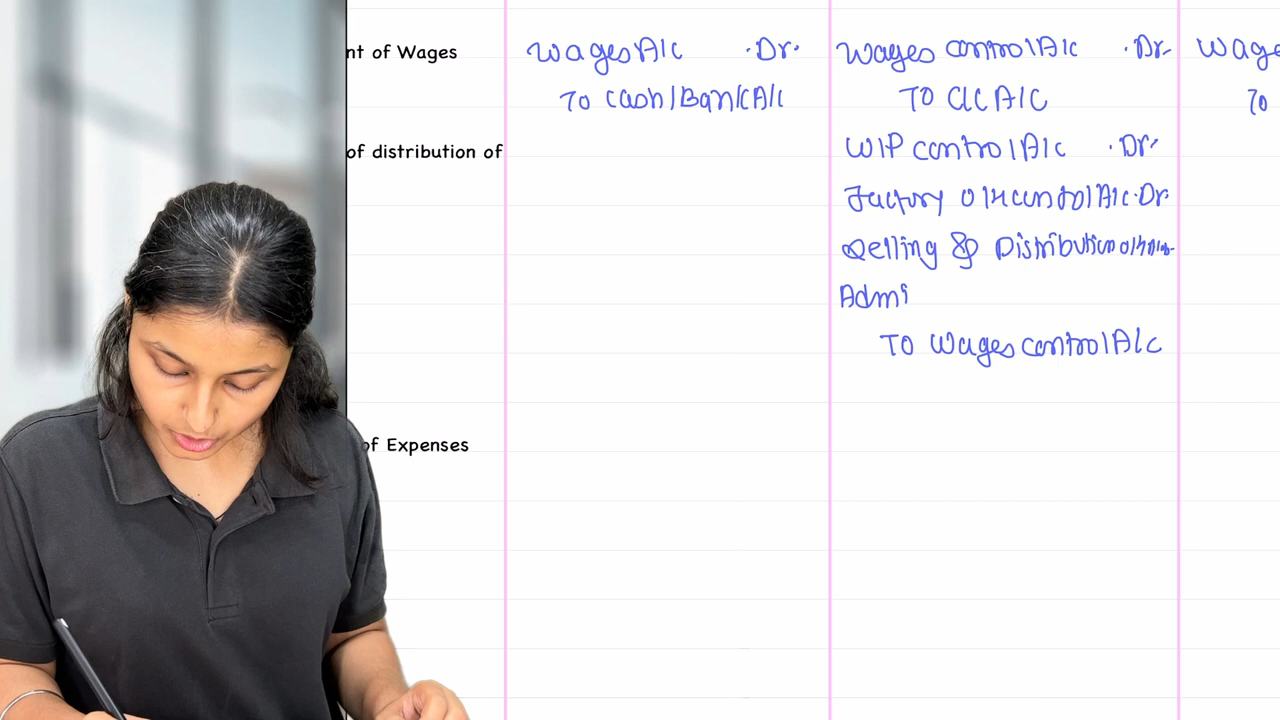 nt of Wages
Wages A/c .Dr.
To Cash/Bank A/c
Wages control A/c .Dr.
To CLC A/C
Wage
To
of distribution of
WIP control A/c .Dr.
Factory O/H control A/c .Dr.
Selling & Distribution O/H
Admi
To Wages control A/c
of Expenses